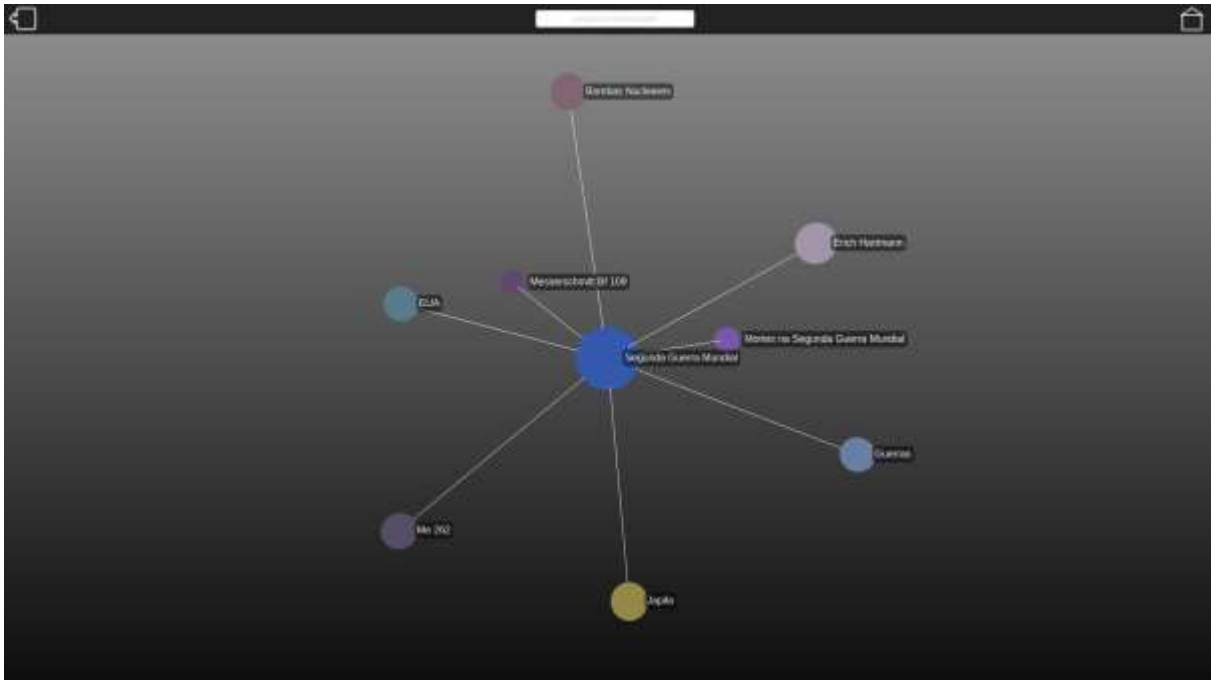 Bombas Nucleares
Erich Hartmann
Messerschmitt Bf 109
EUA
Mortes na Segunda Guerra Mundial
Segunda Guerra Mundial
Guerras
Me 262
Japão